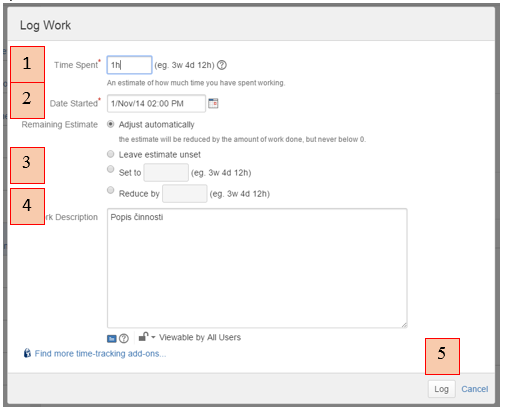 Log Work
1
Time Spent* 1h (eg. 3w 4d 12h)
An estimate of how much time you have spent working.
2
Date Started* 1/Nov/14 02:00 PM
Remaining Estimate Adjust automatically
the estimate will be reduced by the amount of work done, but never below 0.
Leave estimate unset
3
Set to (eg. 3w 4d 12h)
Reduce by (eg. 3w 4d 12h)
4
rk Description Popis činnosti
Viewable by All Users
Find more time-tracking add-ons...
5
Log Cancel